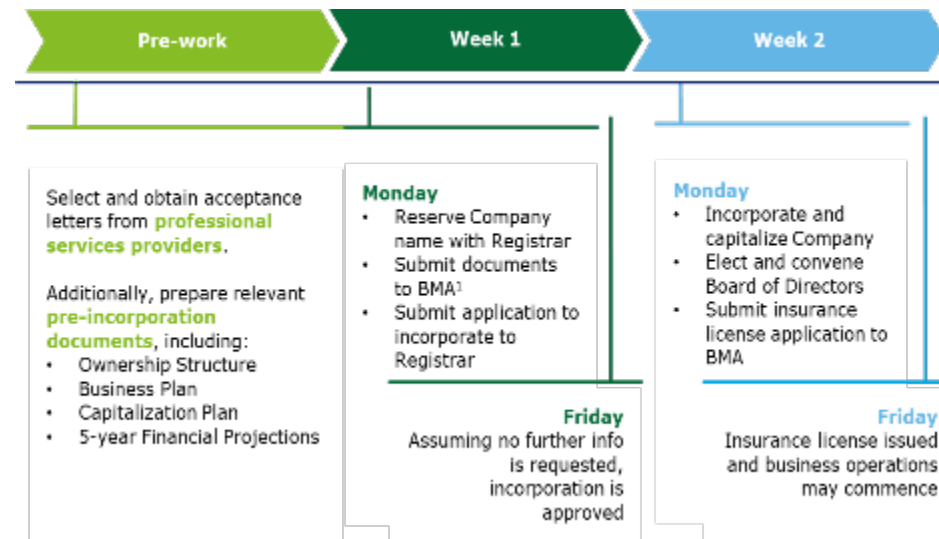 Pre-work
Week 1
Week 2
Select and obtain acceptance
letters from professional
services providers.
Additionally, prepare relevant
pre-incorporation
documents, including:
• Ownership Structure
• Business Plan
• Capitalization Plan
• 5-year Financial Projections
Monday
• Reserve Company
name with Registrar
• Submit documents
to BMA¹
• Submit application to
incorporate to
Registrar
Friday
Assuming no further info
is requested,
incorporation is
approved
Monday
• Incorporate and
capitalize Company
• Elect and convene
Board of Directors
• Submit insurance
license application to
BMA
Friday
Insurance license issued
and business operations
may commence